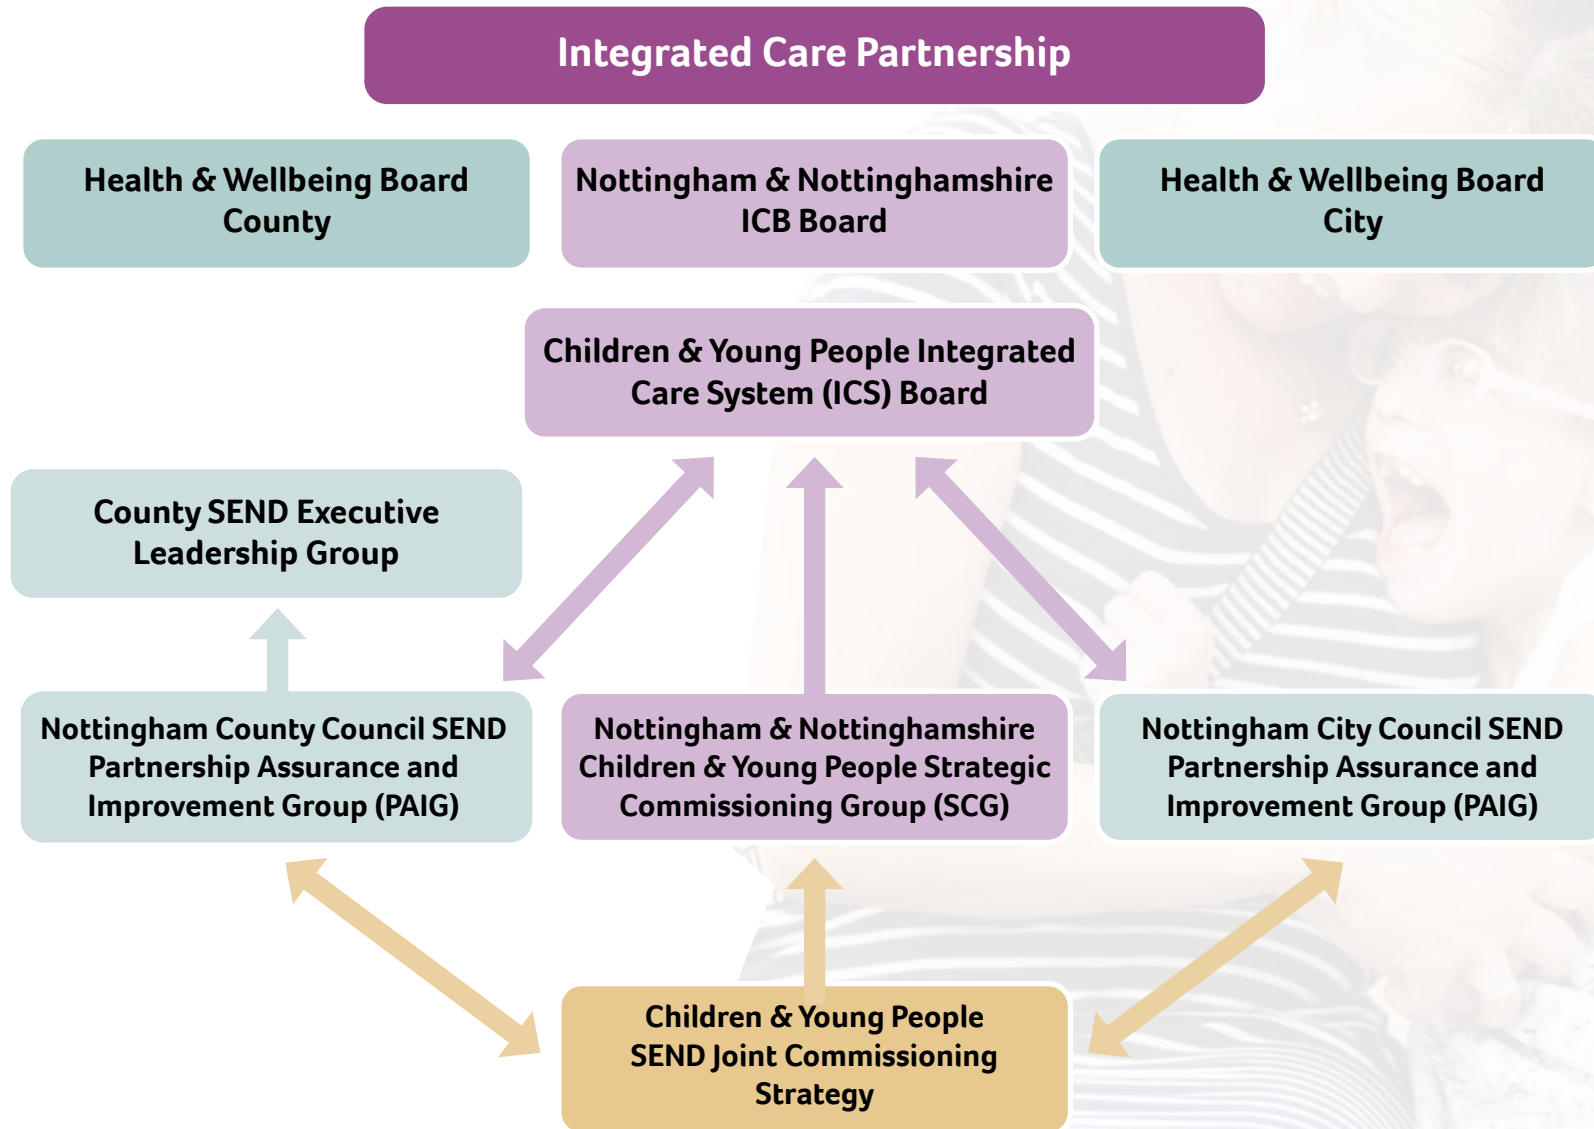 Integrated Care Partnership
Health & Wellbeing Board
County
Nottingham & Nottinghamshire
ICB Board
Health & Wellbeing Board
City
Children & Young People Integrated
Care System (ICS) Board
County SEND Executive
Leadership Group
Nottingham County Council SEND
Partnership Assurance and
Improvement Group (PAIG)
Nottingham & Nottinghamshire
Children & Young People Strategic
Commissioning Group (SCG)
Nottingham City Council SEND
Partnership Assurance and
Improvement Group (PAIG)
Children & Young People
SEND Joint Commissioning
Strategy